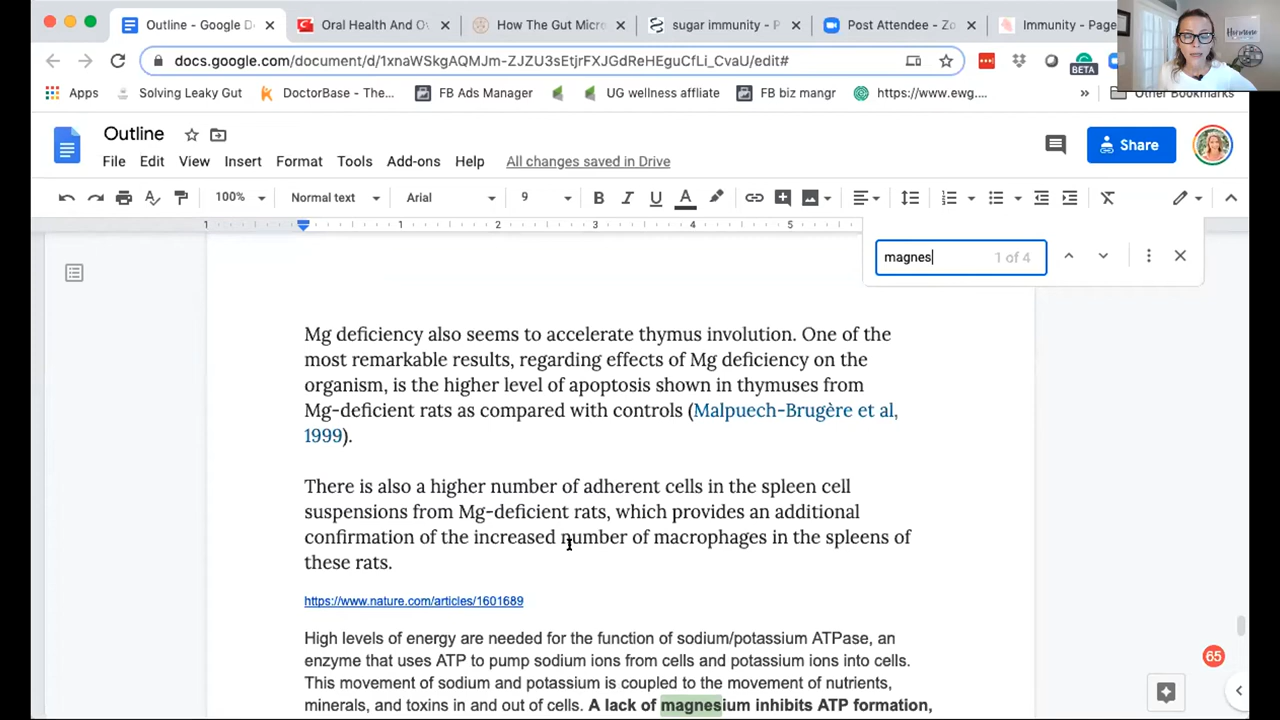 Outline - Google D
Oral Health And O
How The Gut Micr
sugar immunity - P
Post Attendee - Zo
Immunity - Page
docs.google.com/document/d/1xnaWSkgAQMJm-ZJZU3sEtjrFXJGdReHEguCfLi_CvaU/edit#
BETA
Apps
Solving Leaky Gut
DoctorBase - The...
FB Ads Manager
UG wellness affliate
FB biz mangr
https://www.ewg....
»
Other Bookmarks
Outline
Share
File Edit View Insert Format Tools Add-ons Help All changes saved in Drive
100% Normal text Arial 9 B I U A
1 1 2 3 4 5
magnes 1 of 4
Mg deficiency also seems to accelerate thymus involution. One of the
most remarkable results, regarding effects of Mg deficiency on the
organism, is the higher level of apoptosis shown in thymuses from
Mg-deficient rats as compared with controls (Malpuech-Brugère et al,
1999).
There is also a higher number of adherent cells in the spleen cell
suspensions from Mg-deficient rats, which provides an additional
confirmation of the increased number of macrophages in the spleens of
these rats.
https://www.nature.com/articles/1601689
High levels of energy are needed for the function of sodium/potassium ATPase, an
enzyme that uses ATP to pump sodium ions from cells and potassium ions into cells.
This movement of sodium and potassium is coupled to the movement of nutrients,
minerals, and toxins in and out of cells. A lack of magnesium inhibits ATP formation,
65